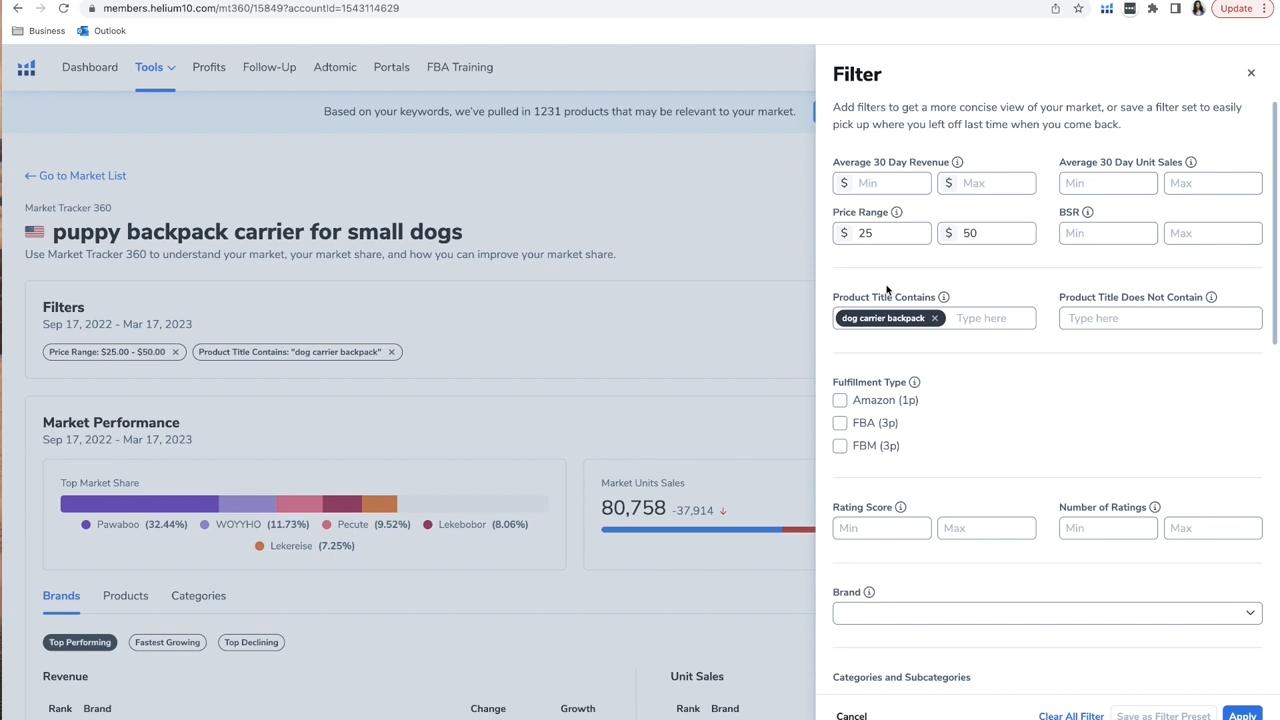 members.helium10.com/mt360/15849?accountId=1543114629
Update
Business
Outlook
Dashboard
Tools
Profits
Follow-Up
Adtomic
Portals
FBA Training
Based on your keywords, we've pulled in 1231 products that may be relevant to your market.
← Go to Market List
Market Tracker 360
puppy backpack carrier for small dogs
Use Market Tracker 360 to understand your market, your market share, and how you can improve your market share.
Filters
Sep 17, 2022 - Mar 17, 2023
Price Range: $25.00 - $50.00 ×
Product Title Contains: "dog carrier backpack" ×
Market Performance
Sep 17, 2022 - Mar 17, 2023
Top Market Share
Pawaboo (32.44%)
WOYYHO (11.73%)
Pecute (9.52%)
Lekebobor (8.06%)
Lekereise (7.25%)
Market Units Sales
80,758 -37,914 ↓
Brands
Products
Categories
Top Performing
Fastest Growing
Top Declining
Revenue
Rank Brand Change Growth
Unit Sales
Rank Brand
Filter
×
Add filters to get a more concise view of your market, or save a filter set to easily
pick up where you left off last time when you come back.
Average 30 Day Revenue
$ Min
$ Max
Average 30 Day Unit Sales
Min
Max
Price Range
$ 25
$ 50
BSR
Min
Max
Product Title Contains
dog carrier backpack × Type here
Product Title Does Not Contain
Type here
Fulfillment Type
Amazon (1p)
FBA (3p)
FBM (3p)
Rating Score
Min
Max
Number of Ratings
Min
Max
Brand
Categories and Subcategories
Cancel
Clear All Filter
Save as Filter Preset
Apply